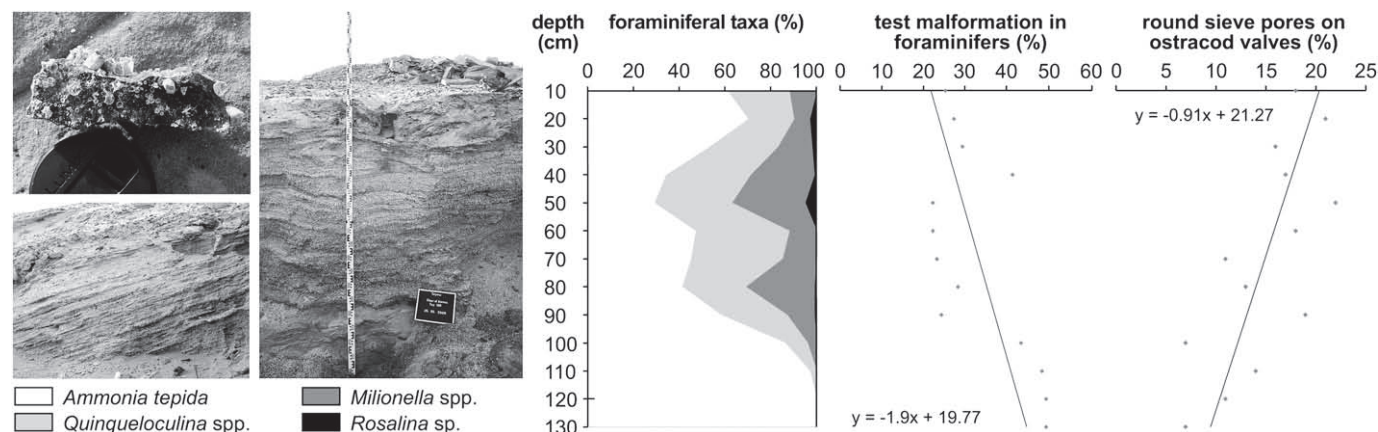 depth
(cm)
foraminiferal taxa (%)
test malformation in
foraminifers (%)
round sieve pores on
ostracod valves (%)
0 20 40 60 80 100
0 10 20 30 40 50 60
0 5 10 15 20 25
10
20
30
40
50
60
70
80
90
100
110
120
130
y = -0.91x + 21.27
y = -1.9x + 19.77
Ammonia tepida
Quinqueloculina spp.
Milionella spp.
Rosalina sp.